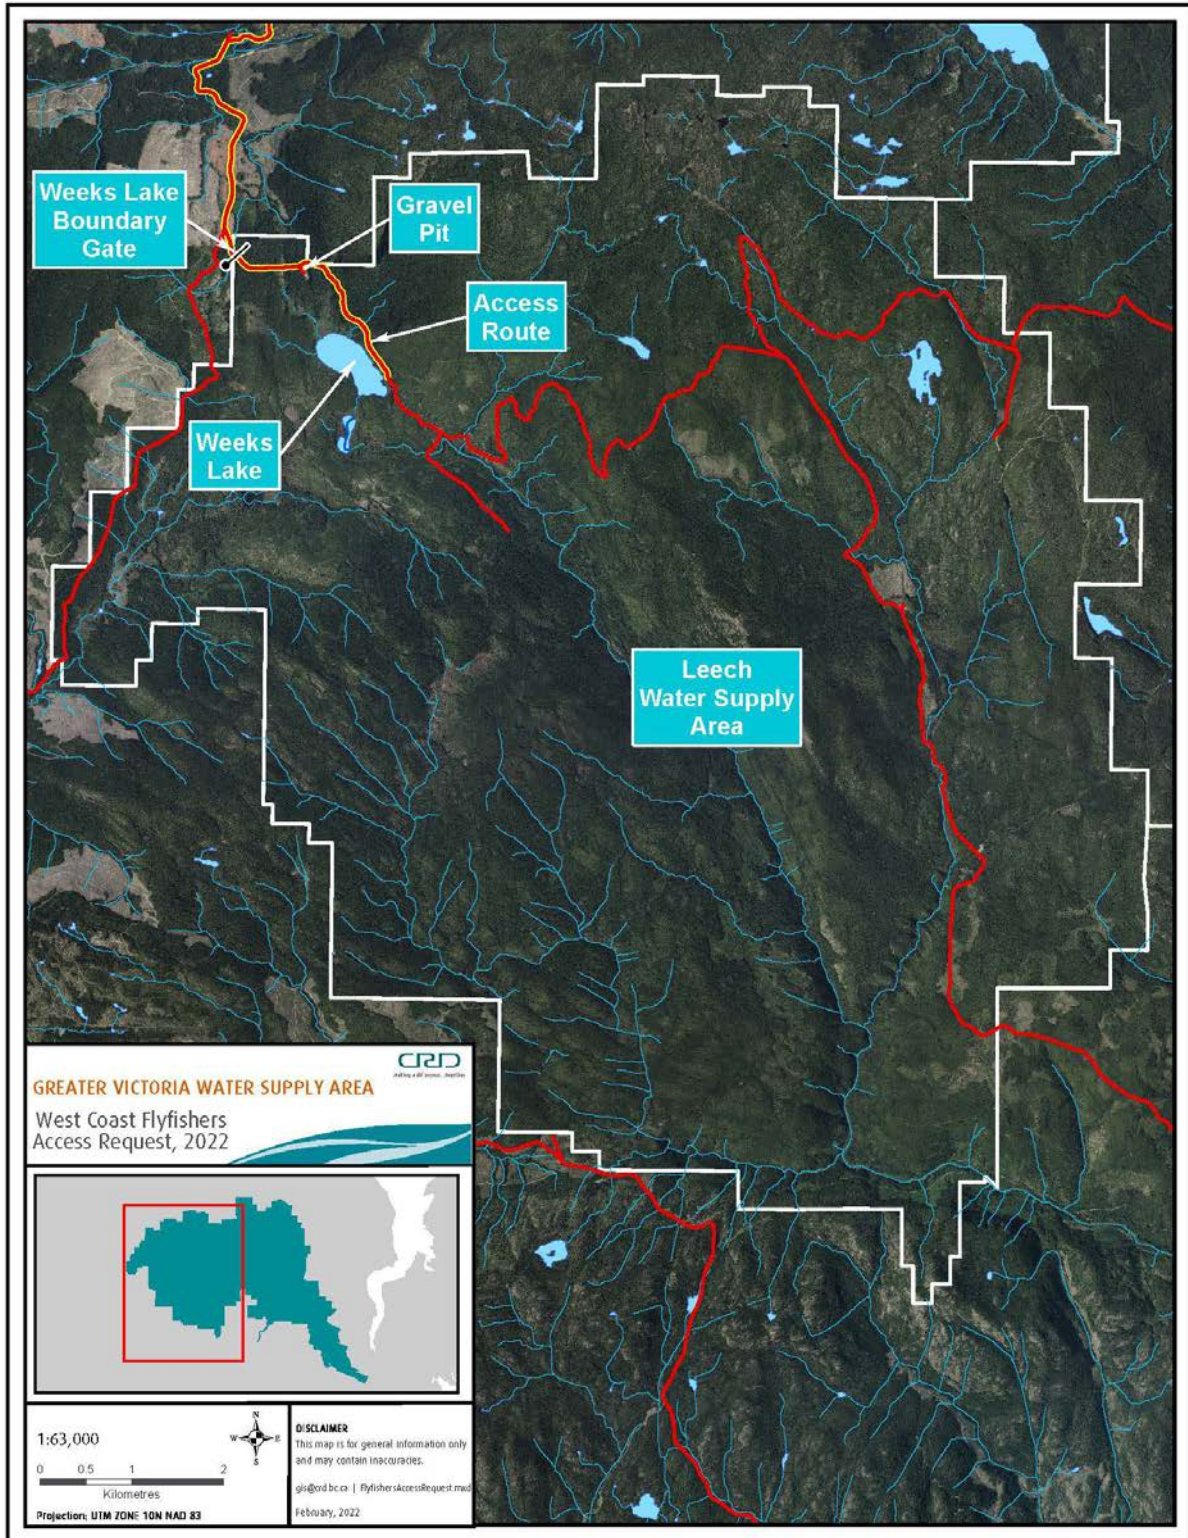 Weeks Lake
Boundary
Gate
Gravel
Pit
Access
Route
Weeks
Lake
Leech
Water Supply
Area
CRD
GREATER VICTORIA WATER SUPPLY AREA
West Coast Flyfishers
Access Request, 2022
1:63,000
N
W
E
S
0 0.5 1 2
Kilometres
Projection: UTM ZONE 10N NAD 83
DISCLAIMER
This map is for general information only
and may contain inaccuracies.
gis@crd.bc.ca | FlyfishersAccessRequest.mxd
February, 2022